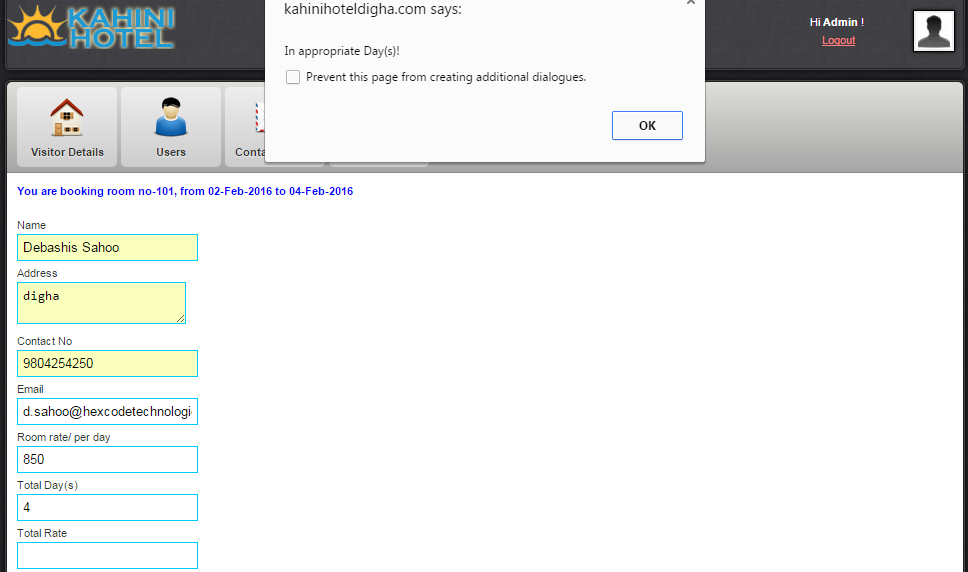 KAHINI
HOTEL
kahinihoteldigha.com says:
In appropriate Day(s)!
Prevent this page from creating additional dialogues.
OK
Hi Admin !
Logout
Visitor Details
Users
You are booking room no-101, from 02-Feb-2016 to 04-Feb-2016
Name
Debashis Sahoo
Address
digha
Contact No
9804254250
Email
d.sahoo@hexcodetechnologi
Room rate/ per day
850
Total Day(s)
4
Total Rate